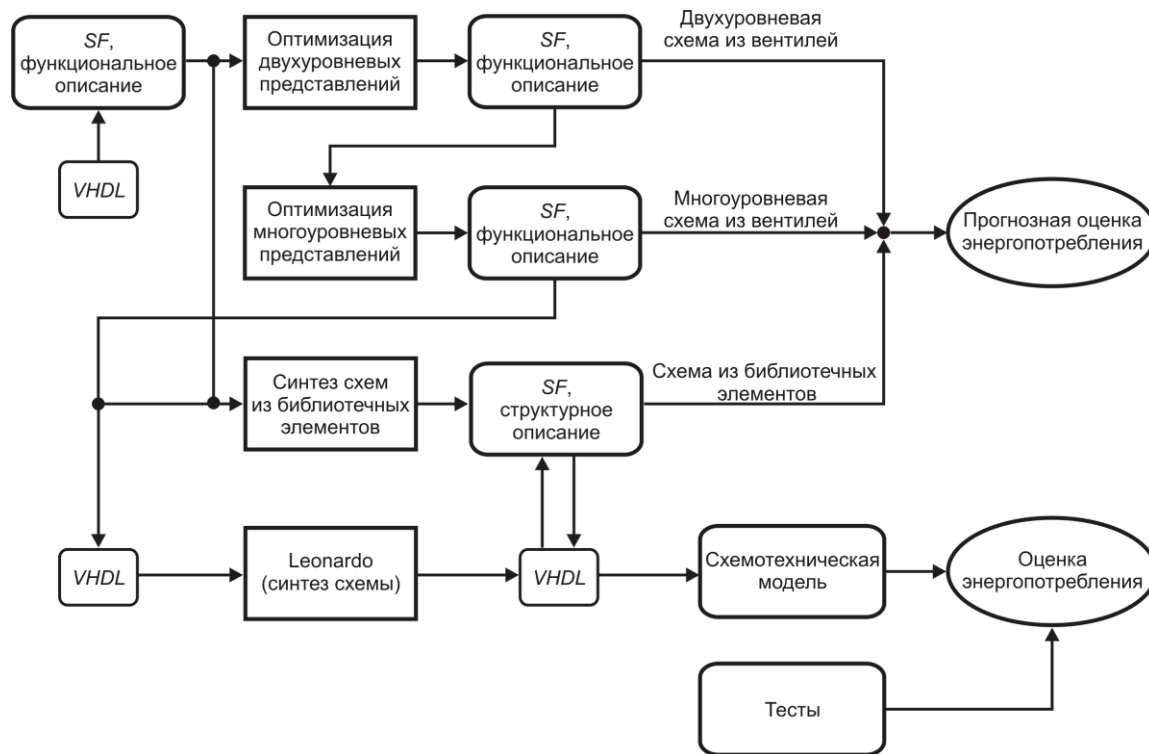 SF,
функциональное
описание
Оптимизация
двухуровневых
представлений
SF,
функциональное
описание
Двухуровневая
схема из вентилей
VHDL
Оптимизация
многоуровневых
представлений
SF,
функциональное
описание
Многоуровневая
схема из вентилей
Прогнозная оценка
энергопотребления
Синтез схем
из библиотечных
элементов
SF,
структурное
описание
Схема из библиотечных
элементов
VHDL
Leonardo
(синтез схемы)
VHDL
Схемотехническая
модель
Оценка
энергопотребления
Тесты